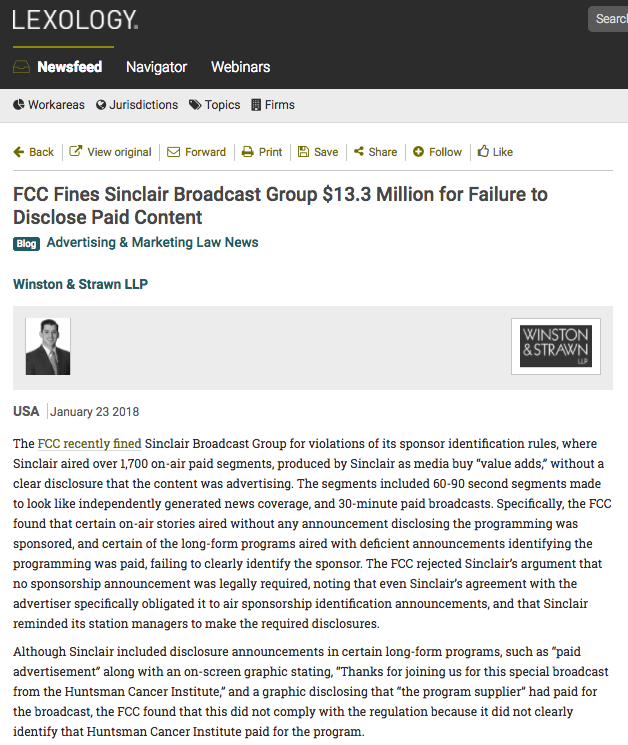 LEXOLOGY.
Search
Newsfeed Navigator Webinars
Workareas Jurisdictions Topics Firms
Back View original Forward Print Save Share Follow Like
FCC Fines Sinclair Broadcast Group $13.3 Million for Failure to
Disclose Paid Content
Blog Advertising & Marketing Law News
Winston & Strawn LLP
WINSTON
& STRAWN
LLP
USA January 23 2018
The FCC recently fined Sinclair Broadcast Group for violations of its sponsor identification rules, where
Sinclair aired over 1,700 on-air paid segments, produced by Sinclair as media buy “value adds,” without a
clear disclosure that the content was advertising. The segments included 60-90 second segments made
to look like independently generated news coverage, and 30-minute paid broadcasts. Specifically, the FCC
found that certain on-air stories aired without any announcement disclosing the programming was
sponsored, and certain of the long-form programs aired with deficient announcements identifying the
programming was paid, failing to clearly identify the sponsor. The FCC rejected Sinclair’s argument that
no sponsorship announcement was legally required, noting that even Sinclair’s agreement with the
advertiser specifically obligated it to air sponsorship identification announcements, and that Sinclair
reminded its station managers to make the required disclosures.
Although Sinclair included disclosure announcements in certain long-form programs, such as “paid
advertisement” along with an on-screen graphic stating, “Thanks for joining us for this special broadcast
from the Huntsman Cancer Institute,” and a graphic disclosing that “the program supplier” had paid for
the broadcast, the FCC found that this did not comply with the regulation because it did not clearly
identify that Huntsman Cancer Institute paid for the program.